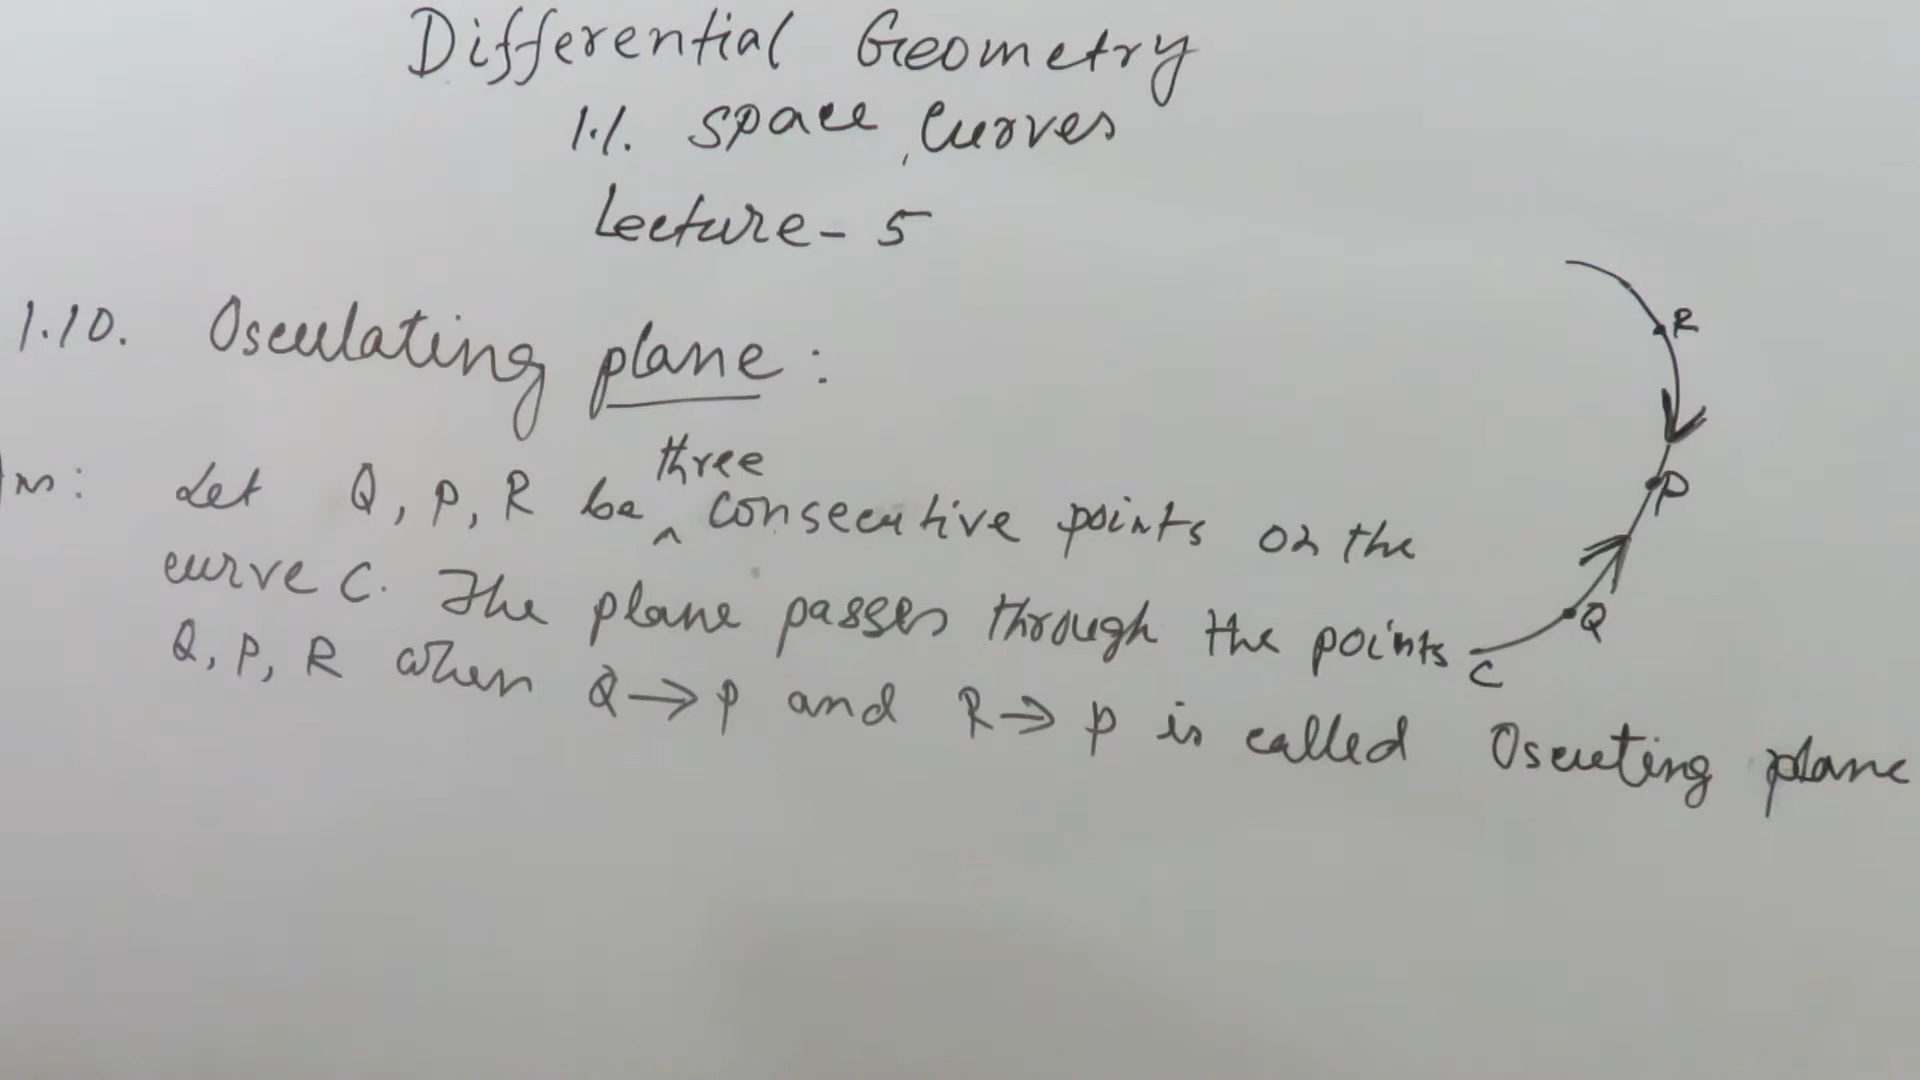 Differential Geometry
1.1. Space Curves
Lecture - 5
1.10. Osculating plane :
three
Let Q, P, R be ^ consecutive points on the
curve C. The plane passes through the points
Q, P, R when Q → P and R → P is called Oscuting plane
R
P
Q
C